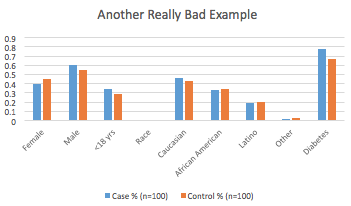 Another Really Bad Example
0.9
0.8
0.7
0.6
0.5
0.4
0.3
0.2
0.1
0
Female
Male
<18 yrs
Race
Caucasian
African American
Latino
Other
Diabetes
Case % (n=100) Control % (n=100)